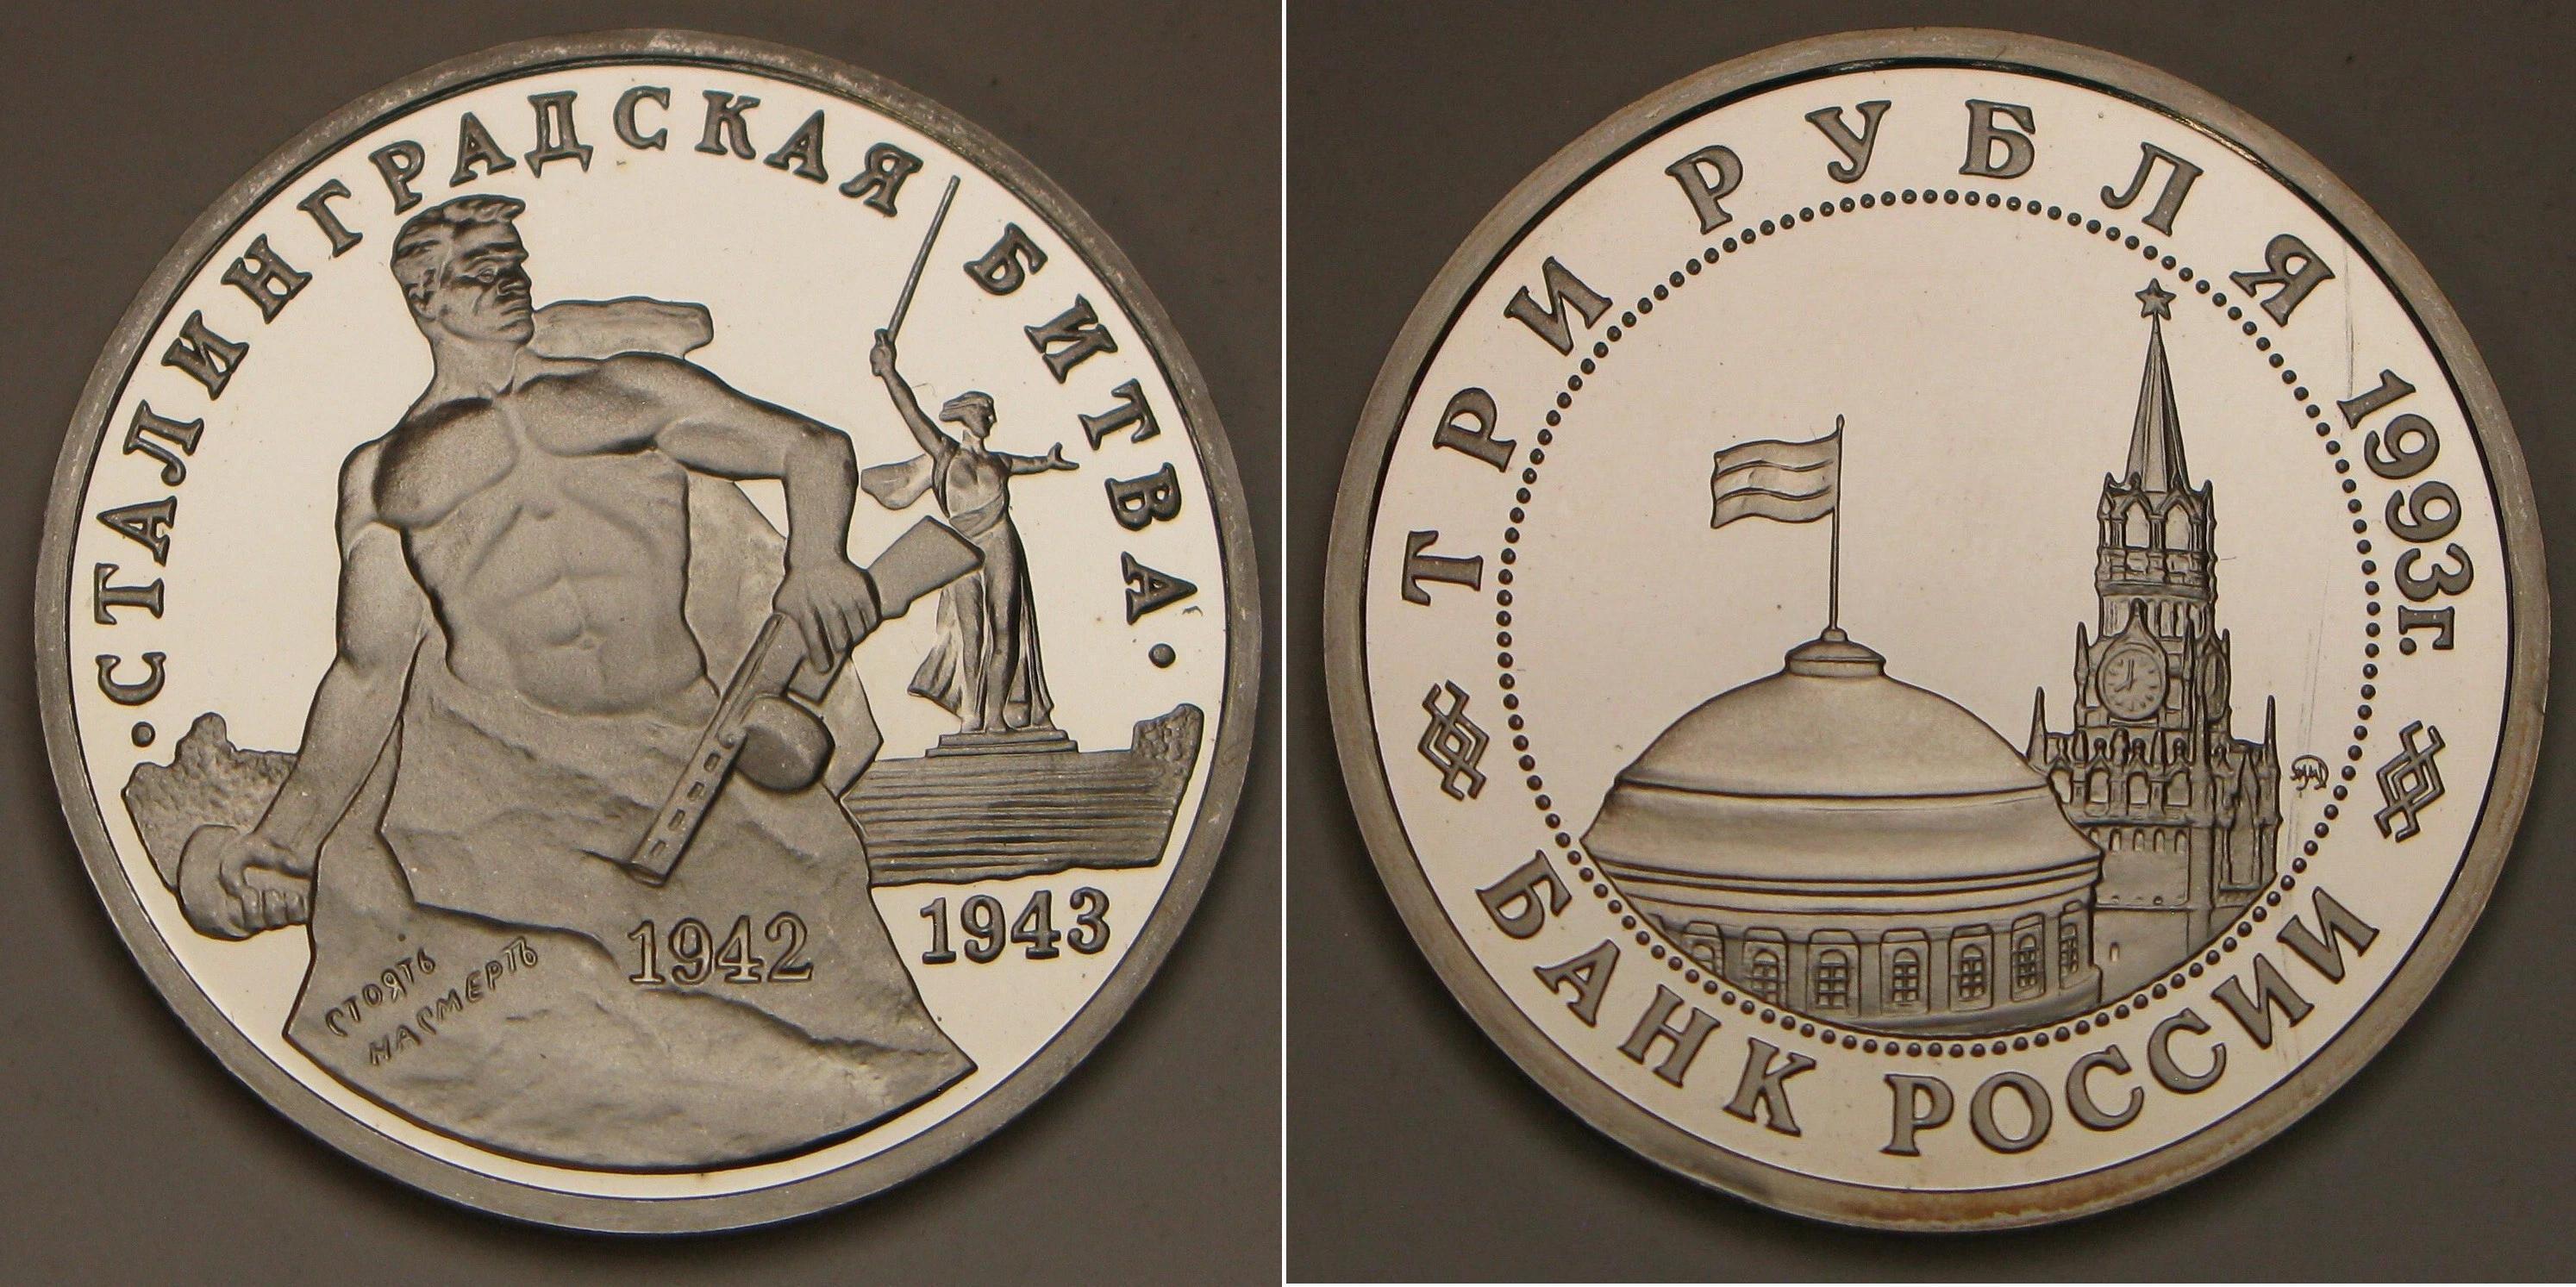 СТАЛИНГРАДСКАЯ БИТВА
1942
1943
СТОЯТЬ
НАСМЕРТЬ
ТРИ РУБЛЯ 1993г.
БАНК РОССИИ